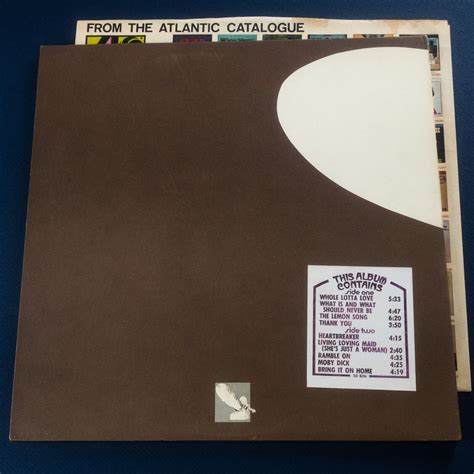 FROM THE ATLANTIC CATALOGUE
THIS ALBUM
CONTAINS
side one
WHOLE LOTTA LOVE 5:33
WHAT IS AND WHAT
SHOULD NEVER BE 4:47
THE LEMON SONG 6:20
THANK YOU 3:50
side two
HEARTBREAKER 4:15
LIVING LOVING MAID
(SHE'S JUST A WOMAN) 2:40
RAMBLE ON 4:35
MOBY DICK 4:25
BRING IT ON HOME 4:19
SD 8236